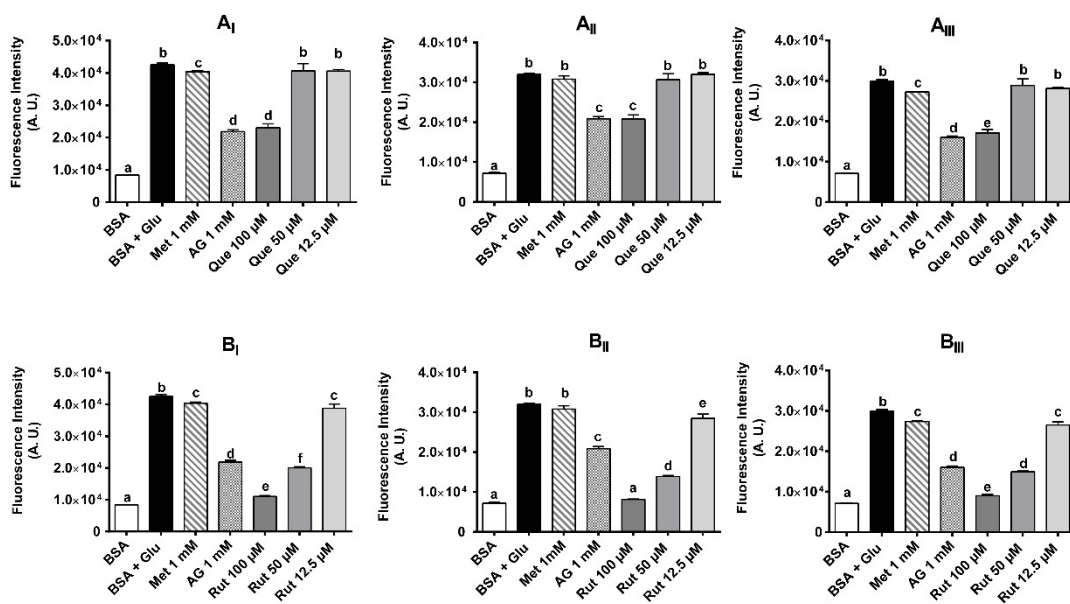 A_I
Fluorescence Intensity
(A. U.)
5.0×10⁴
4.0×10⁴
3.0×10⁴
2.0×10⁴
1.0×10⁴
0
a
b
c
d
d
b
b
BSA
BSA + Glu
Met 1 mM
AG 1 mM
Que 100 µM
Que 50 µM
Que 12.5 µM
A_II
Fluorescence Intensity
(A. U.)
4.0×10⁴
3.0×10⁴
2.0×10⁴
1.0×10⁴
0
a
b
b
c
c
b
b
BSA
BSA + Glu
Met 1 mM
AG 1 mM
Que 100 µM
Que 50 µM
Que 12.5 µM
A_III
Fluorescence Intensity
(A. U.)
4.0×10⁴
3.0×10⁴
2.0×10⁴
1.0×10⁴
0
a
b
c
d
e
b
b
BSA
BSA + Glu
Met 1 mM
AG 1 mM
Que 100 µM
Que 50 µM
Que 12.5 µM
B_I
Fluorescence Intensity
(A. U.)
5.0×10⁴
4.0×10⁴
3.0×10⁴
2.0×10⁴
1.0×10⁴
0
a
b
c
d
e
f
c
BSA
BSA + Glu
Met 1 mM
AG 1 mM
Rut 100 µM
Rut 50 µM
Rut 12.5 µM
B_II
Fluorescence Intensity
(A. U.)
4.0×10⁴
3.0×10⁴
2.0×10⁴
1.0×10⁴
0
a
b
b
c
a
d
e
BSA
BSA + Glu
Met 1 mM
AG 1 mM
Rut 100 µM
Rut 50 µM
Rut 12.5 µM
B_III
Fluorescence Intensity
(A. U.)
4.0×10⁴
3.0×10⁴
2.0×10⁴
1.0×10⁴
0
a
b
c
d
e
d
c
BSA
BSA + Glu
Met 1 mM
AG 1 mM
Rut 100 µM
Rut 50 µM
Rut 12.5 µM